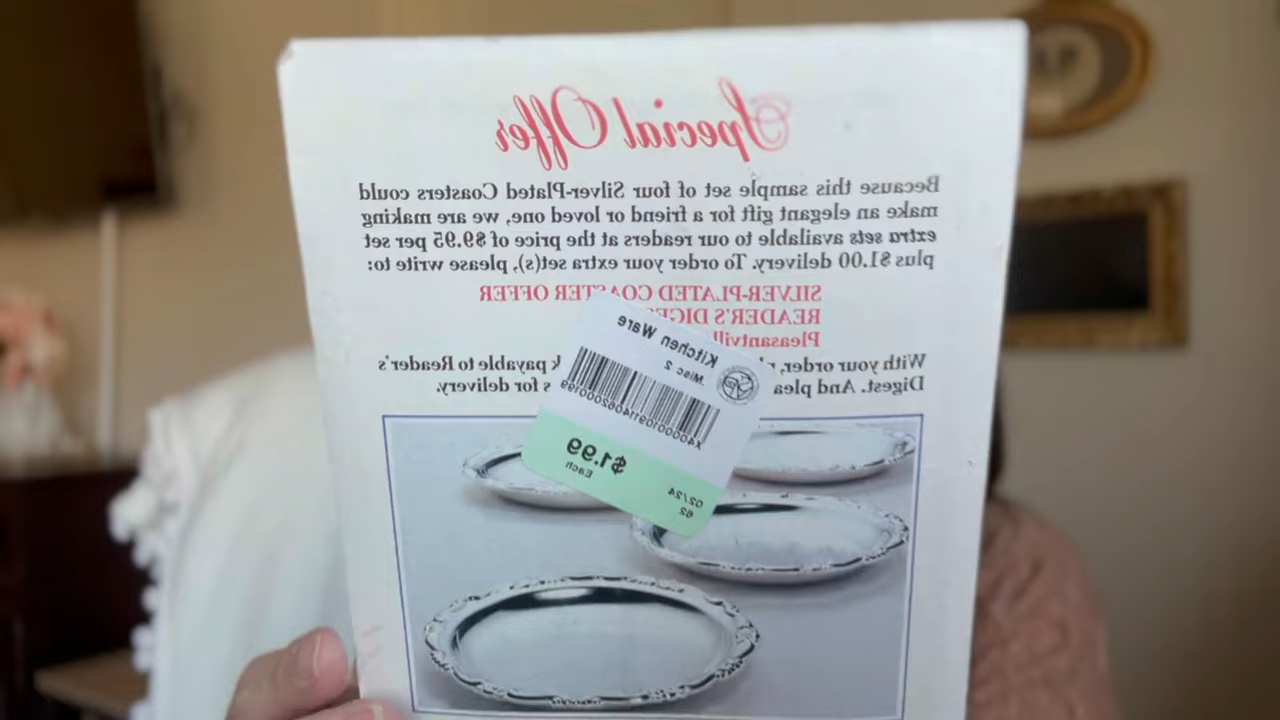 Special Offer
Because this sample set of four Silver-Plated Coasters could
make an elegant gift for a friend or loved one, we are making
extra sets available to our readers at the price of $9.95 per set
plus $1.00 delivery. To order your extra set(s), please write to:
SILVER-PLATED COASTER OFFER
READER'S DIGES
Pleasantvill
With your order, payable to Reader's
Digest. And plea s for delivery.
Kitchen Ware
Misc 2
$1.99
Each
02/24
62